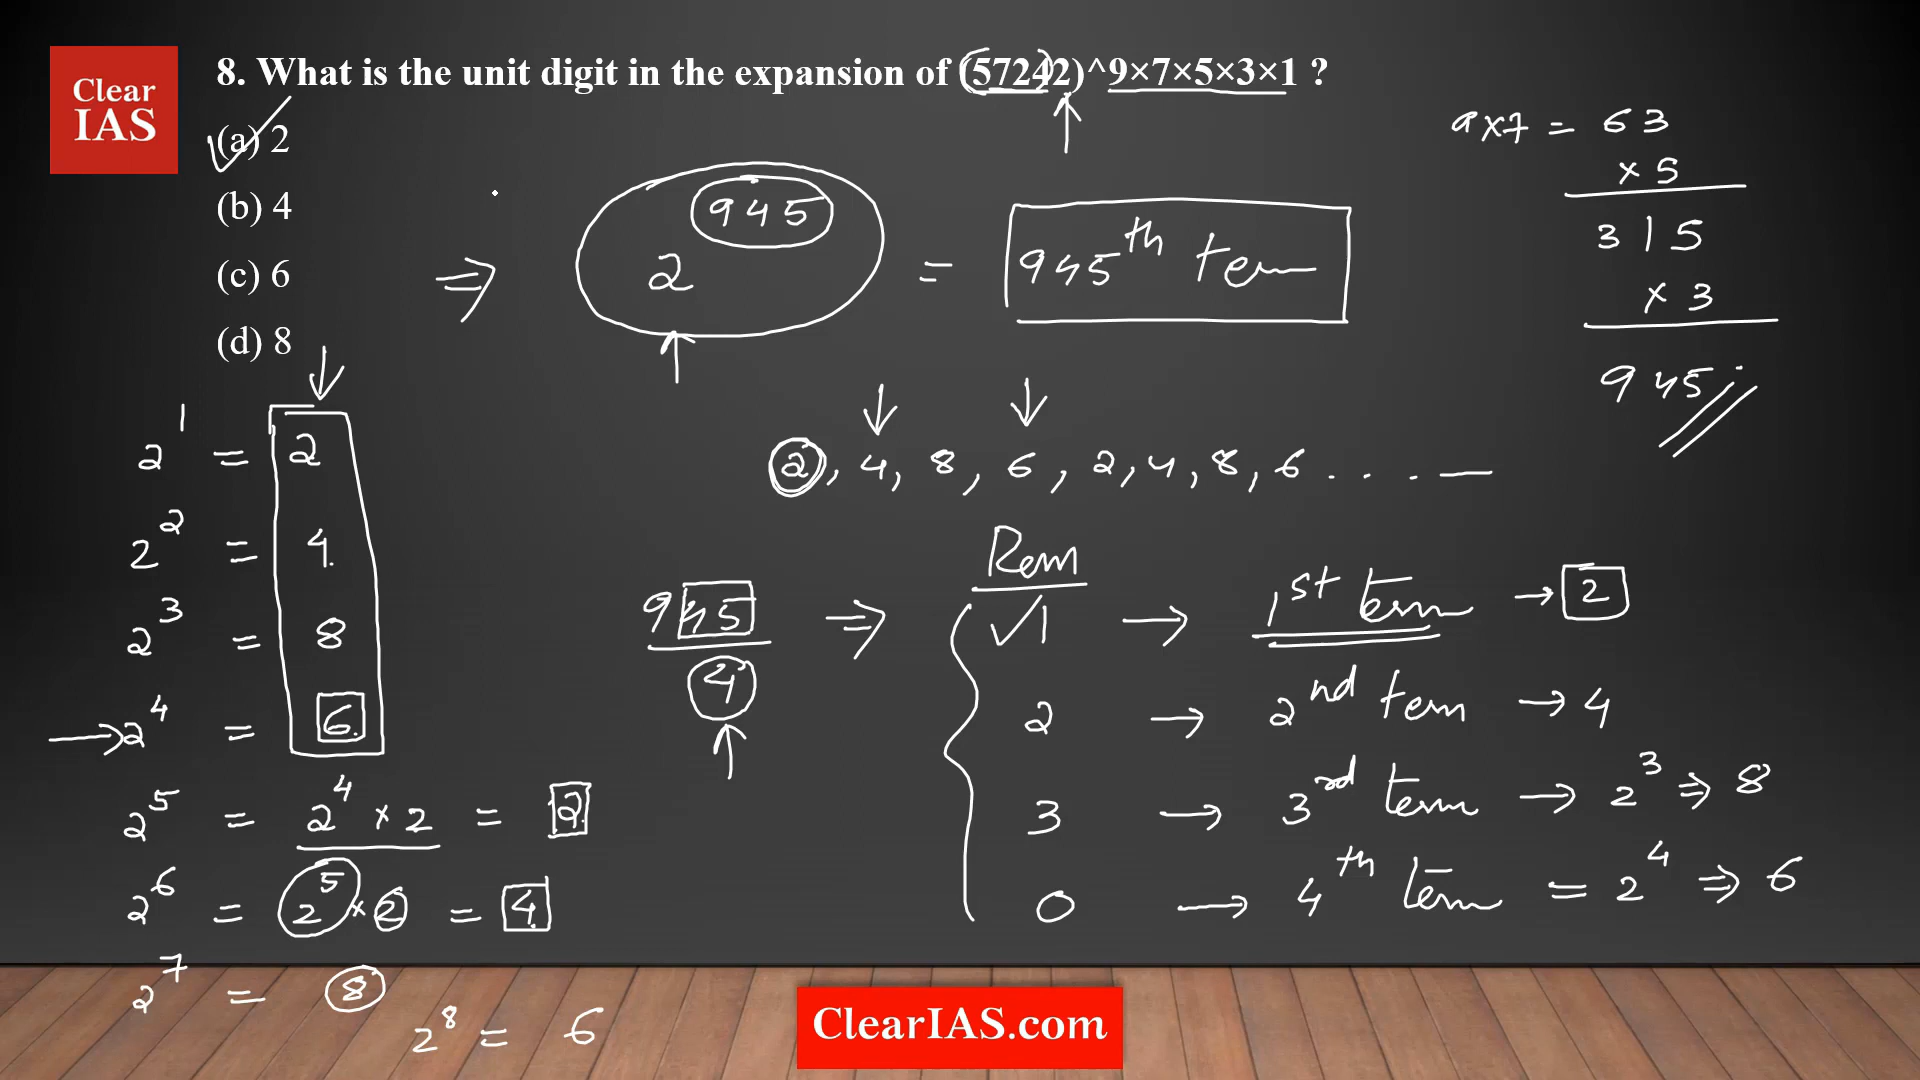 Clear
IAS
8. What is the unit digit in the expansion of (57242)^9×7×5×3×1 ?
(a) 2
(b) 4
(c) 6
(d) 8
9 x 7 = 63
x 5
315
x 3
945
⇒ 2^945 = 945th term
2, 4, 8, 6, 2, 4, 8, 6 . . . . —
2^1 = 2
2^2 = 4
2^3 = 8
→ 2^4 = 6
2^5 = 2^4 x 2 = 2
2^6 = 2^5 x 2 = 4
2^7 = 8
2^8 = 6
945
4
⇒
Rem
1 → 1st term → 2
2 → 2nd term → 4
3 → 3rd term → 2^3 ⇒ 8
0 → 4th term = 2^4 ⇒ 6
ClearIAS.com